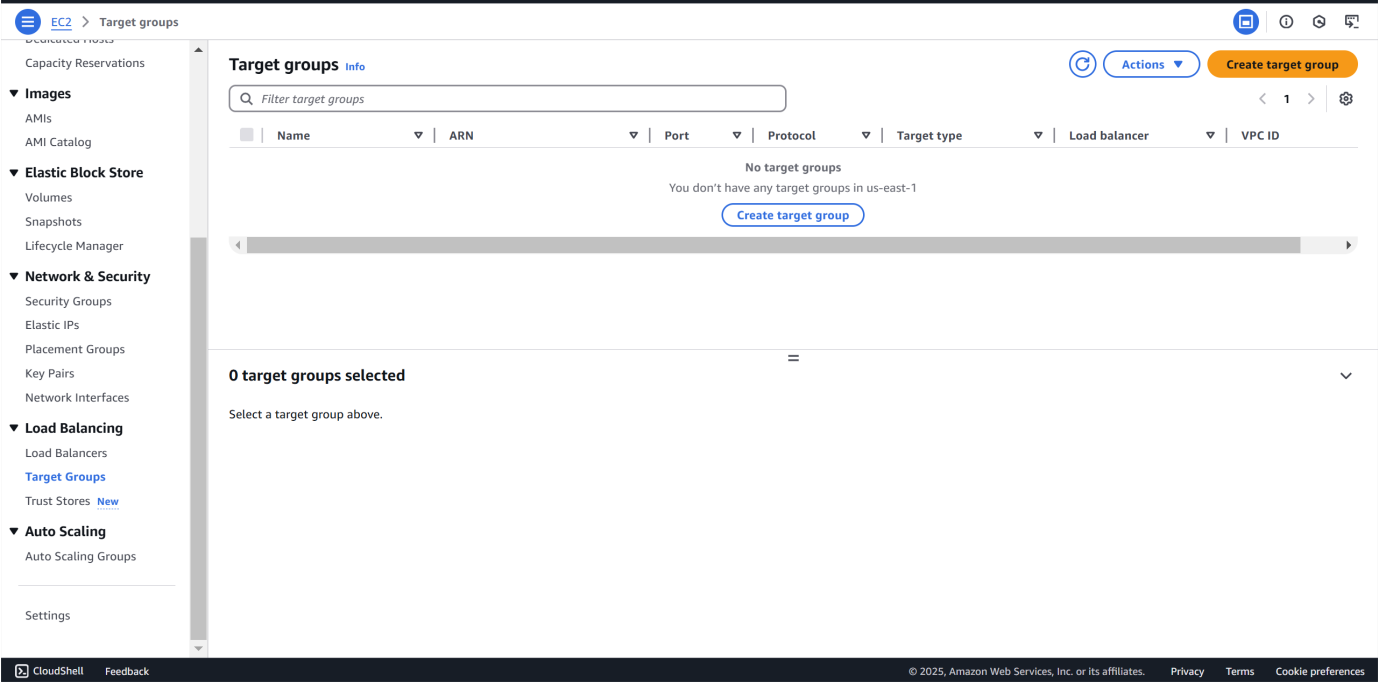 EC2 > Target groups
Dedicated Hosts
Capacity Reservations
Images
AMIs
AMI Catalog
Elastic Block Store
Volumes
Snapshots
Lifecycle Manager
Network & Security
Security Groups
Elastic IPs
Placement Groups
Key Pairs
Network Interfaces
Load Balancing
Load Balancers
Target Groups
Trust Stores New
Auto Scaling
Auto Scaling Groups
Settings
Target groups Info
Actions
Create target group
Filter target groups
1
Name ARN Port Protocol Target type Load balancer VPC ID
No target groups
You don't have any target groups in us-east-1
Create target group
0 target groups selected
Select a target group above.
CloudShell Feedback
© 2025, Amazon Web Services, Inc. or its affiliates. Privacy Terms Cookie preferences